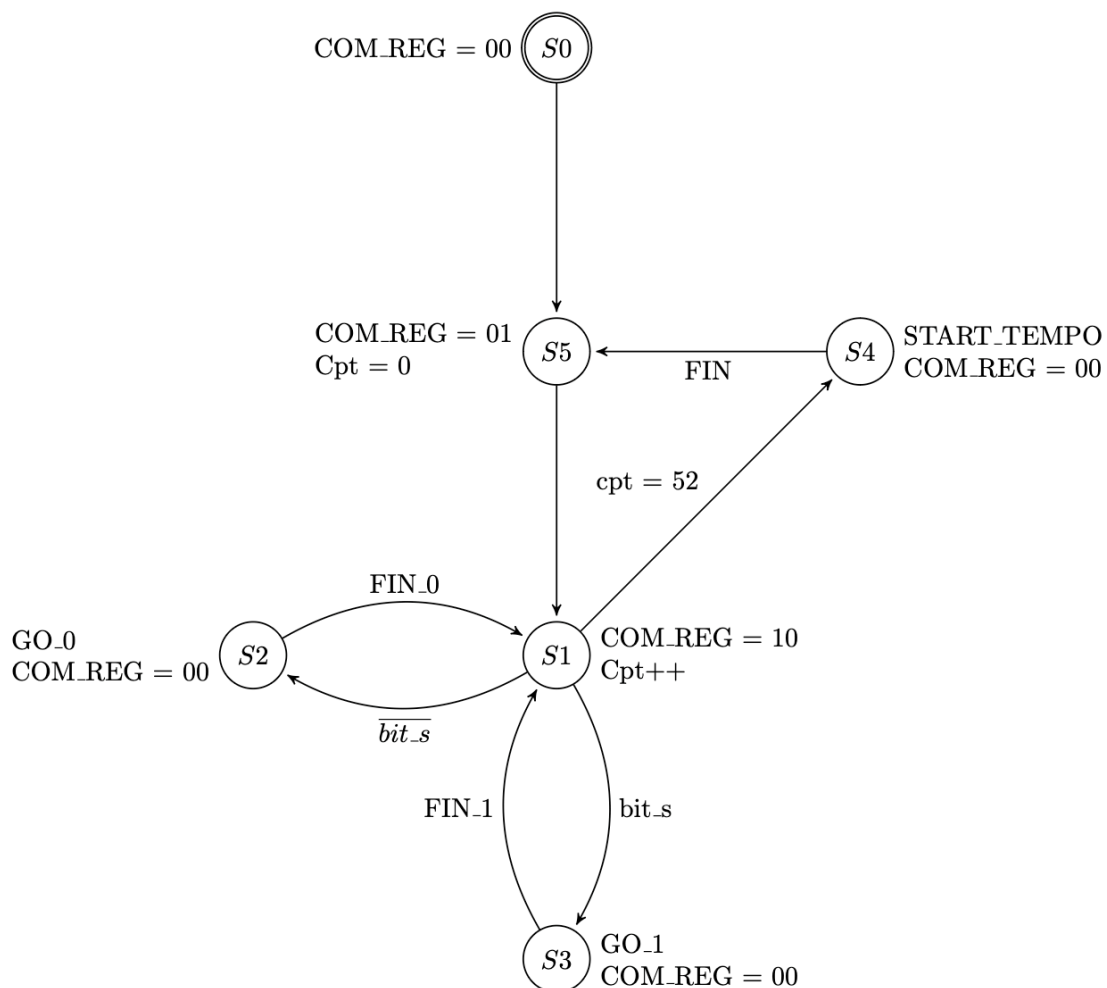 COM_REG = 00
S0
COM_REG = 01
Cpt = 0
S5
FIN
S4
START_TEMPO
COM_REG = 00
cpt = 52
FIN_0
GO_0
COM_REG = 00
S2
S1
COM_REG = 10
Cpt++
bit_s
FIN_1
bit_s
S3
GO_1
COM_REG = 00